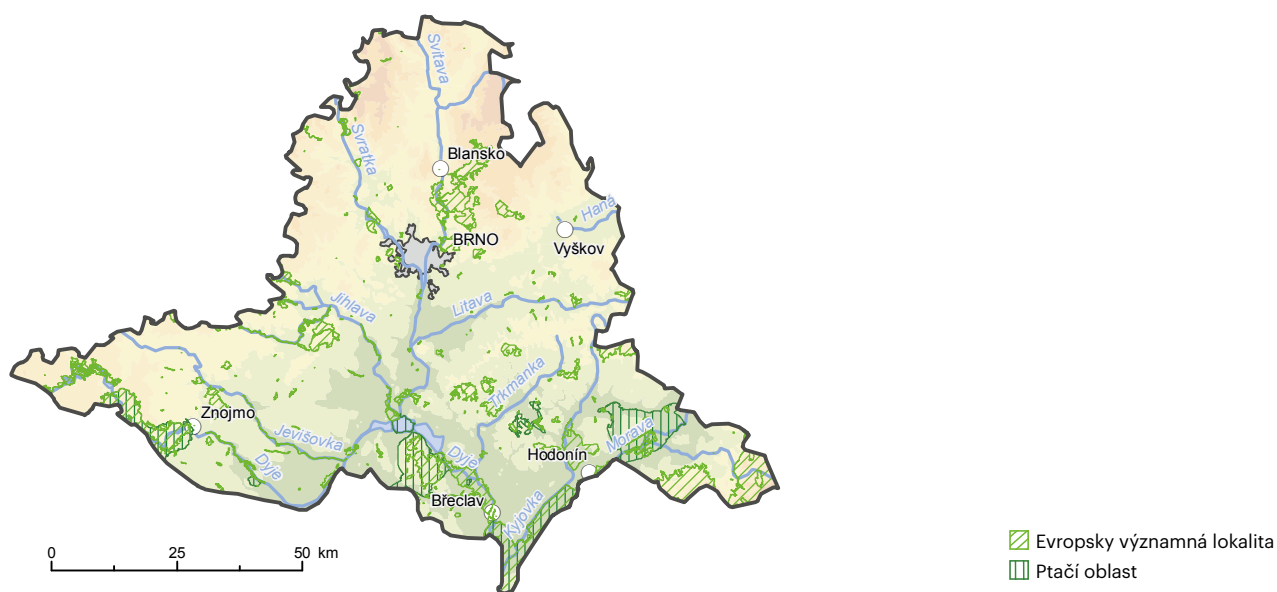 Svitava
Svratka
Blansko
Haná
BRNO
Vyškov
Jihlava
Litava
Trkmanka
Znojmo
Jevišovka
Morava
Hodonín
Dyje
Dyje
Břeclav
Kyjovka
0 25 50 km
Evropsky významná lokalita
Ptačí oblast